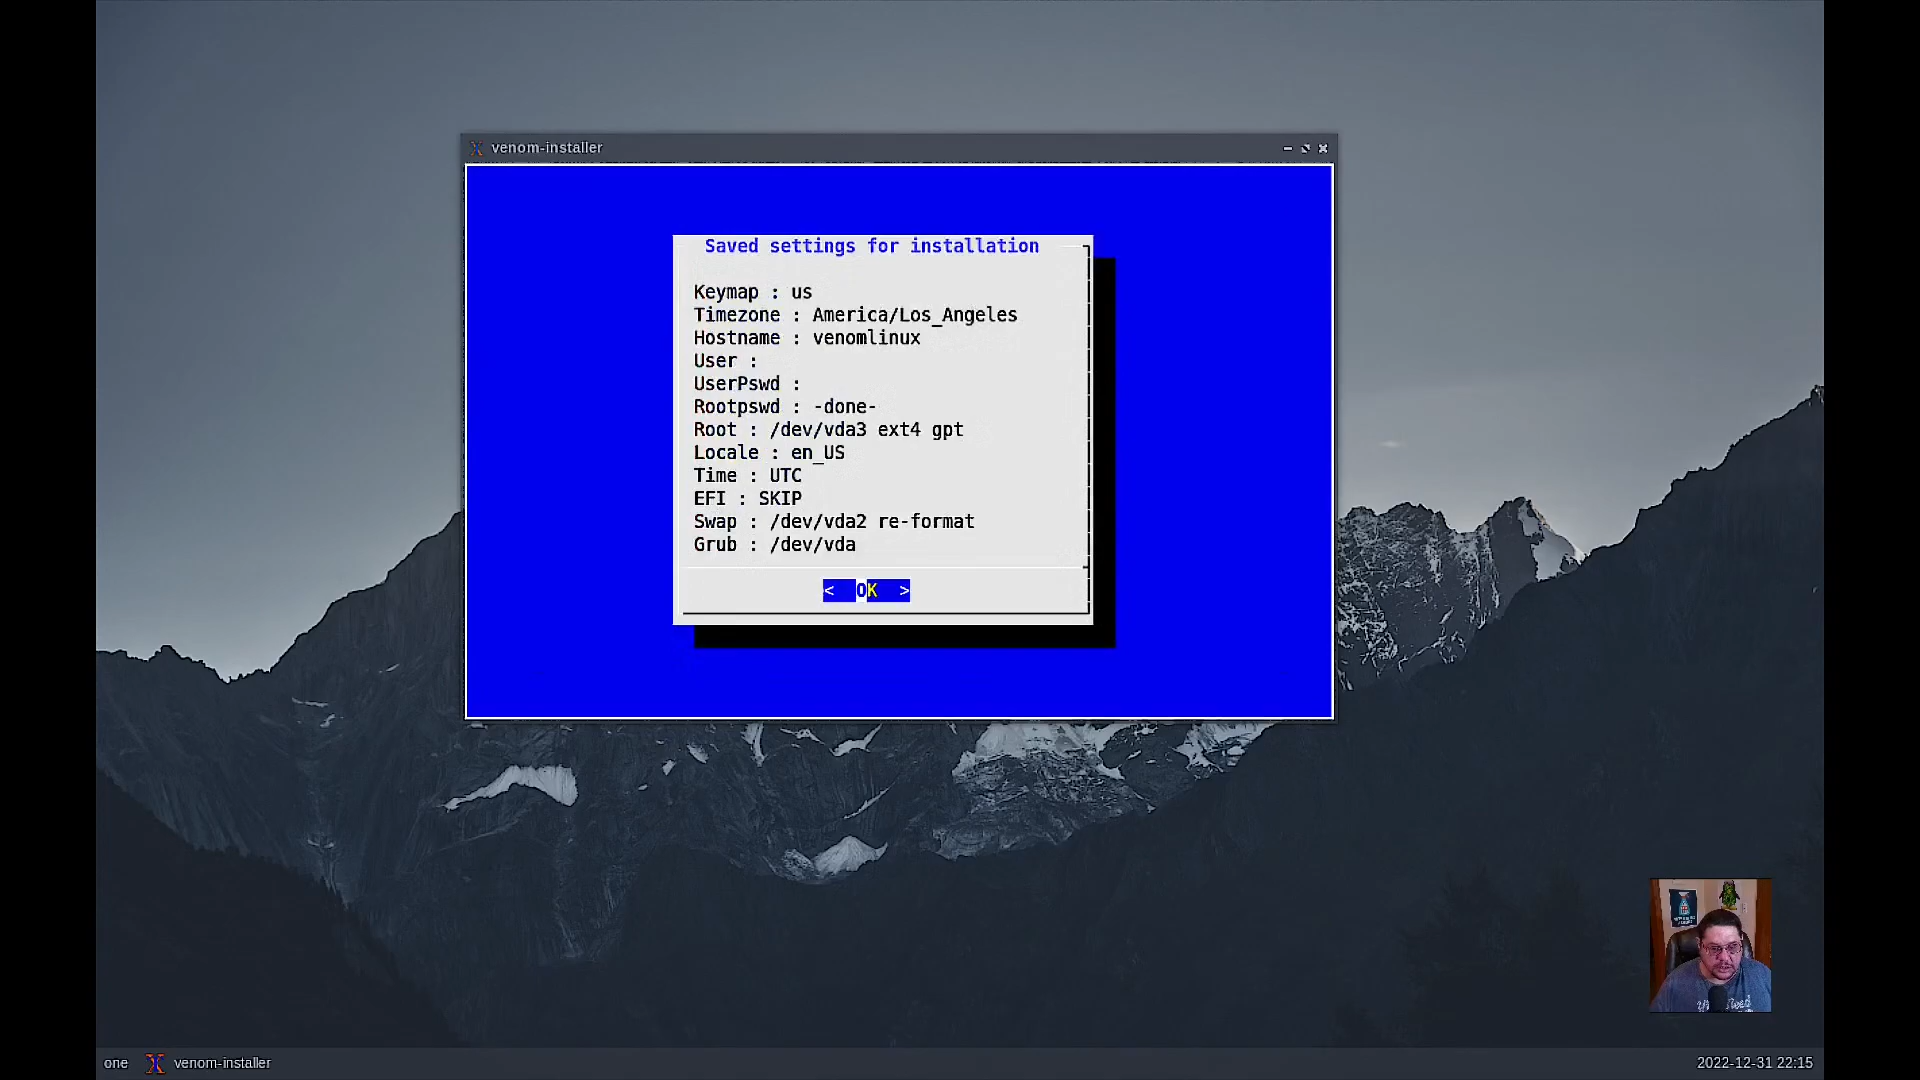 venom-installer
Saved settings for installation
Keymap : us
Timezone : America/Los_Angeles
Hostname : venomlinux
User :
UserPswd :
Rootpswd : -done-
Root : /dev/vda3 ext4 gpt
Locale : en_US
Time : UTC
EFI : SKIP
Swap : /dev/vda2 re-format
Grub : /dev/vda
< OK >
one venom-installer 2022-12-31 22:15